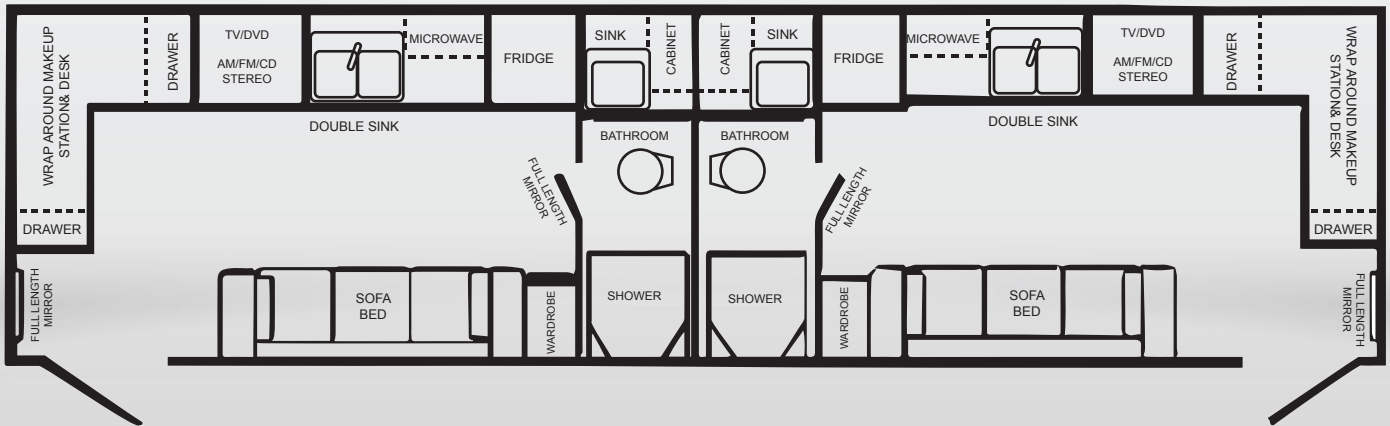 WRAP AROUND MAKEUP
STATION& DESK
DRAWER
DRAWER
TV/DVD
AM/FM/CD
STEREO
MICROWAVE
DOUBLE SINK
FRIDGE
SINK
CABINET
CABINET
SINK
FRIDGE
MICROWAVE
DOUBLE SINK
TV/DVD
AM/FM/CD
STEREO
DRAWER
WRAP AROUND MAKEUP
STATION& DESK
DRAWER
BATHROOM
BATHROOM
FULL LENGTH
MIRROR
FULL LENGTH
MIRROR
FULL LENGTH
MIRROR
SOFA
BED
WARDROBE
SHOWER
SHOWER
WARDROBE
SOFA
BED
FULL LENGTH
MIRROR